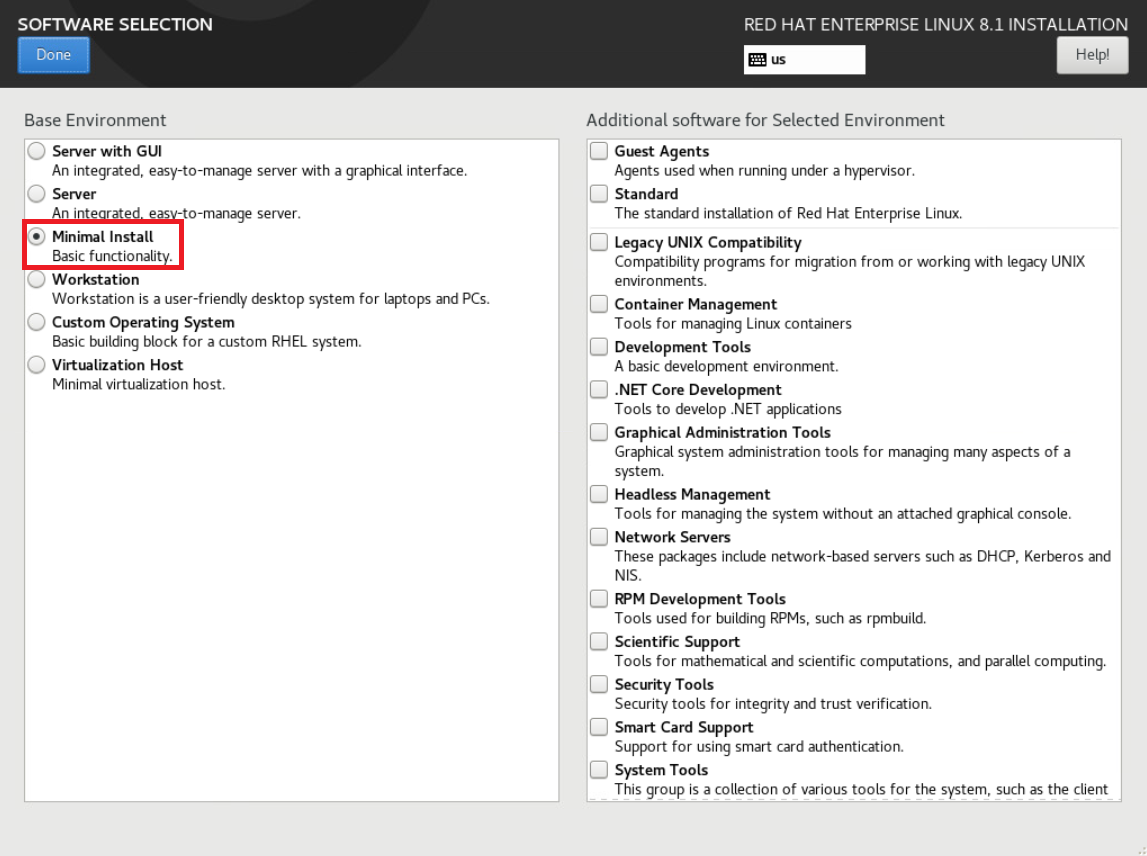 SOFTWARE SELECTION
Done
RED HAT ENTERPRISE LINUX 8.1 INSTALLATION
us
Help!
Base Environment
Server with GUI
An integrated, easy-to-manage server with a graphical interface.
Server
An integrated, easy-to-manage server.
Minimal Install
Basic functionality.
Workstation
Workstation is a user-friendly desktop system for laptops and PCs.
Custom Operating System
Basic building block for a custom RHEL system.
Virtualization Host
Minimal virtualization host.
Additional software for Selected Environment
Guest Agents
Agents used when running under a hypervisor.
Standard
The standard installation of Red Hat Enterprise Linux.
Legacy UNIX Compatibility
Compatibility programs for migration from or working with legacy UNIX
environments.
Container Management
Tools for managing Linux containers
Development Tools
A basic development environment.
.NET Core Development
Tools to develop .NET applications
Graphical Administration Tools
Graphical system administration tools for managing many aspects of a
system.
Headless Management
Tools for managing the system without an attached graphical console.
Network Servers
These packages include network-based servers such as DHCP, Kerberos and
NIS.
RPM Development Tools
Tools used for building RPMs, such as rpmbuild.
Scientific Support
Tools for mathematical and scientific computations, and parallel computing.
Security Tools
Security tools for integrity and trust verification.
Smart Card Support
Support for using smart card authentication.
System Tools
This group is a collection of various tools for the system, such as the client